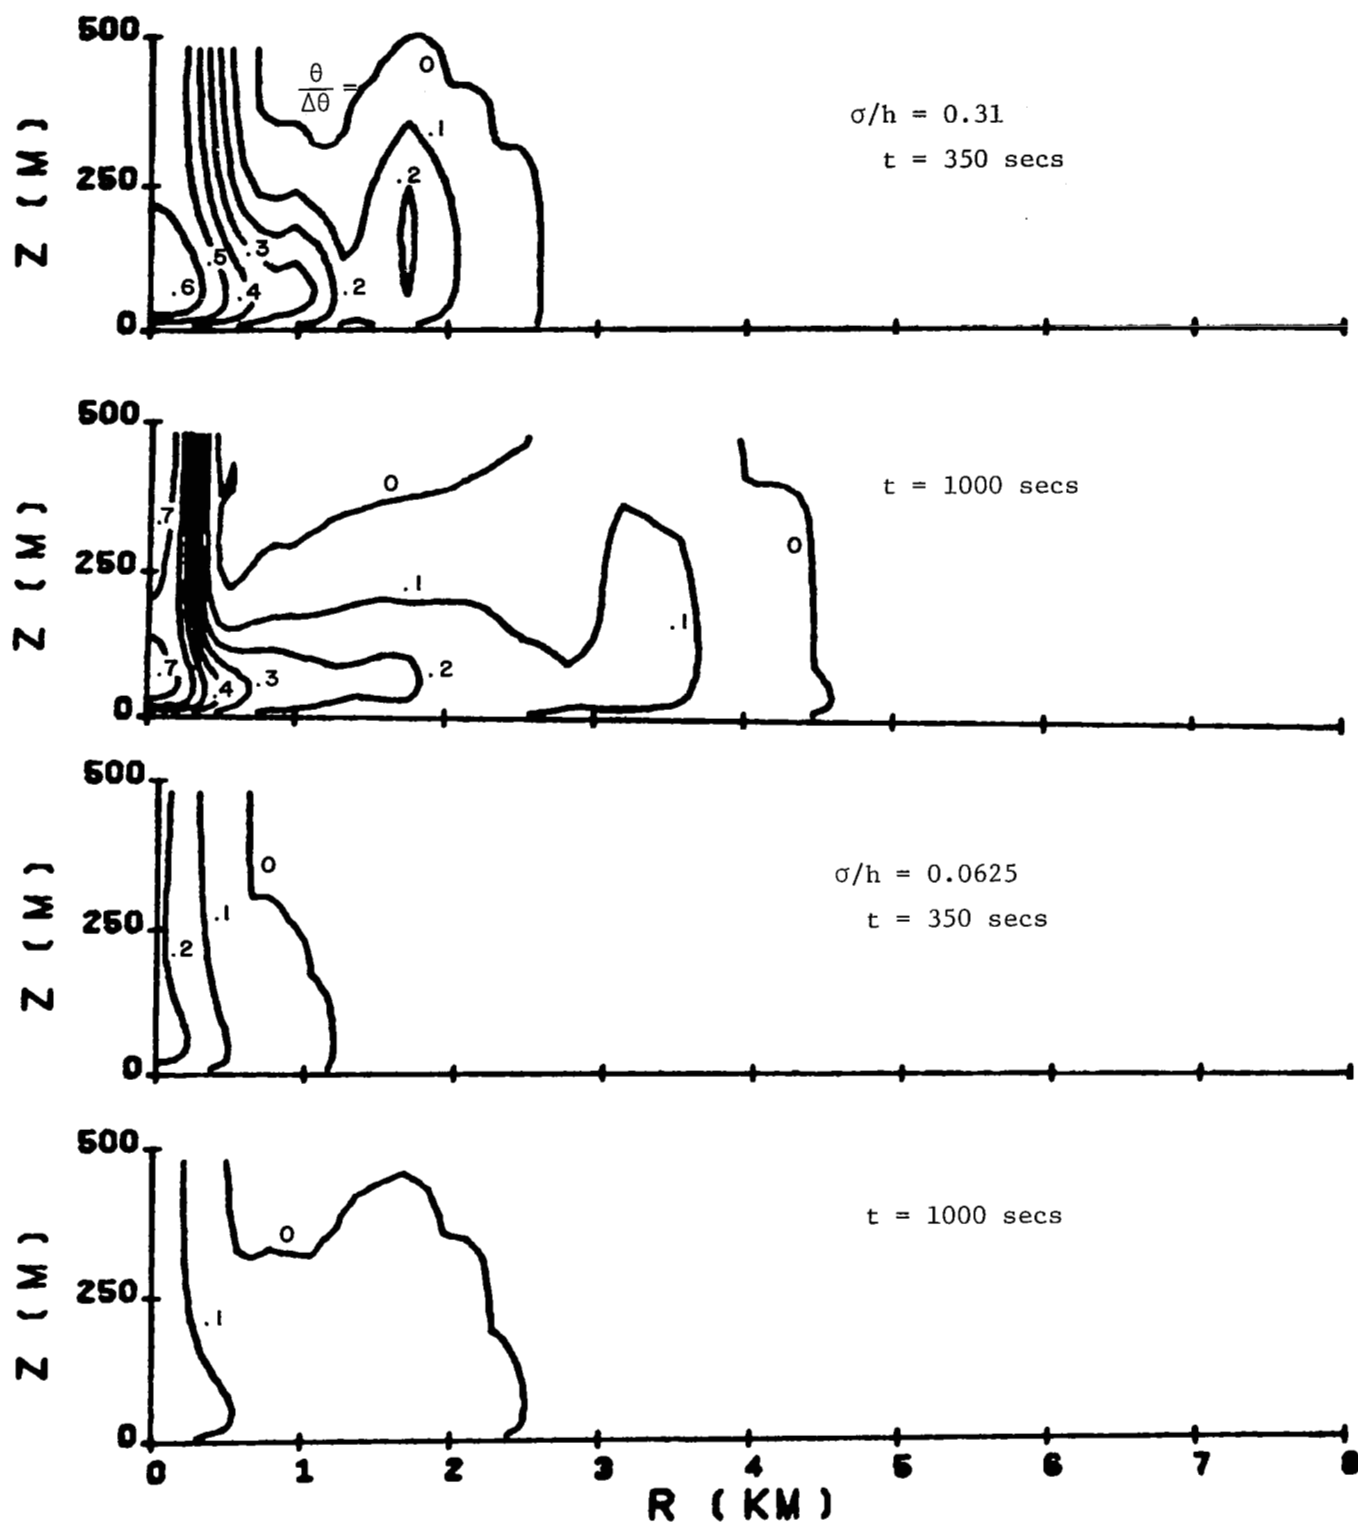 500
θ/Δθ =
0
σ/h = 0.31
.1
t = 350 secs
.2
250
Z (M)
.5
.3
.6
.4
.2
0
500
0
t = 1000 secs
.7
0
250
Z (M)
.1
.1
.7
.4
.3
.2
0
500
0
σ/h = 0.0625
.1
t = 350 secs
250
.2
Z (M)
0
500
0
t = 1000 secs
250
Z (M)
.1
0
0 1 2 3 4 5 6 7 8
R (KM)